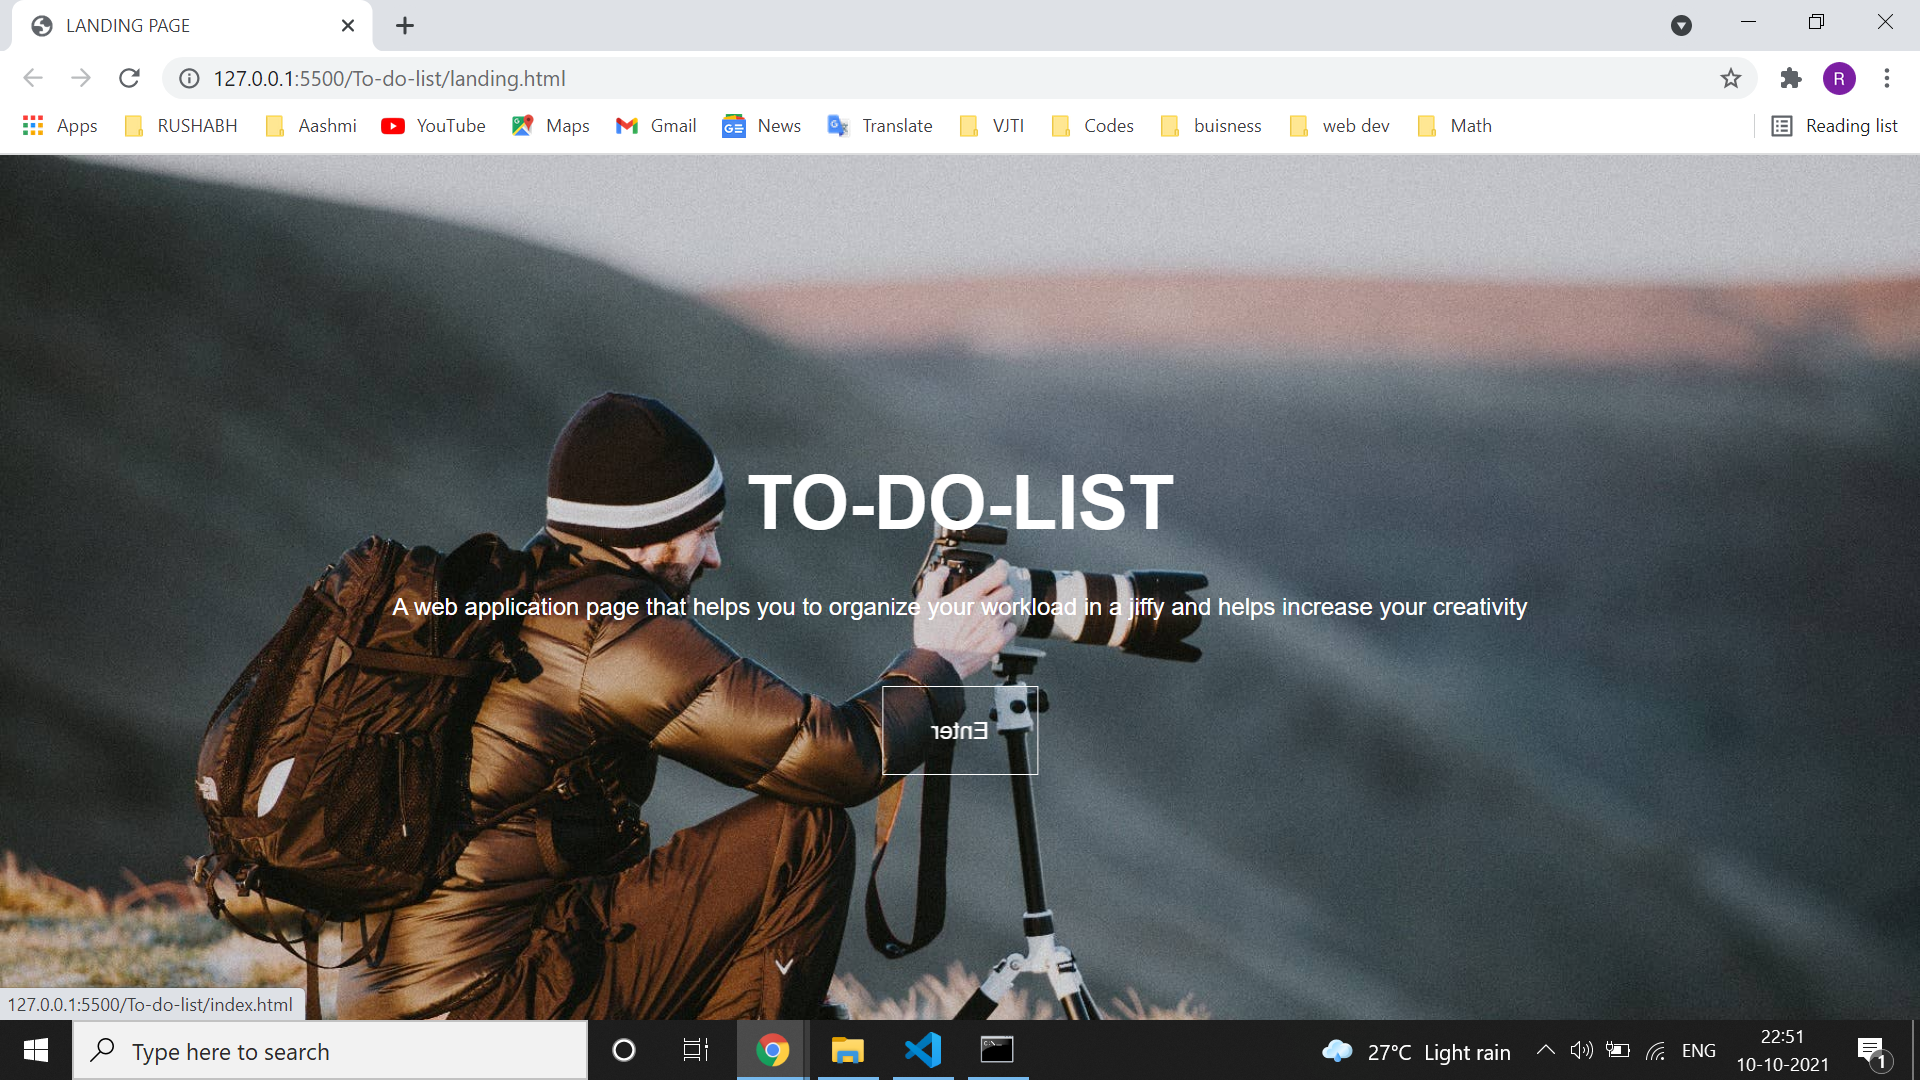 LANDING PAGE
127.0.0.1:5500/To-do-list/landing.html
R
Apps RUSHABH Aashmi YouTube Maps Gmail News Translate VJTI Codes buisness web dev Math Reading list
TO-DO-LIST
A web application page that helps you to organize your workload in a jiffy and helps increase your creativity
Enter
127.0.0.1:5500/To-do-list/index.html
Type here to search
27°C Light rain
ENG
22:51
10-10-2021
1